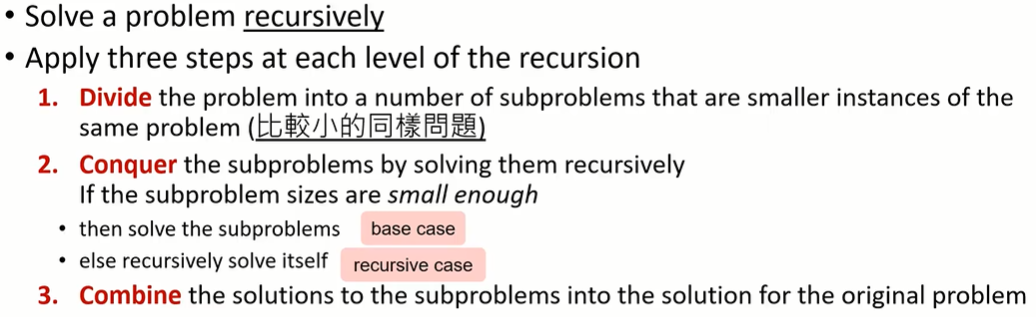 • Solve a problem recursively
• Apply three steps at each level of the recursion
1. Divide the problem into a number of subproblems that are smaller instances of the
same problem (比較小的同樣問題)
2. Conquer the subproblems by solving them recursively
If the subproblem sizes are small enough
• then solve the subproblems base case
• else recursively solve itself recursive case
3. Combine the solutions to the subproblems into the solution for the original problem